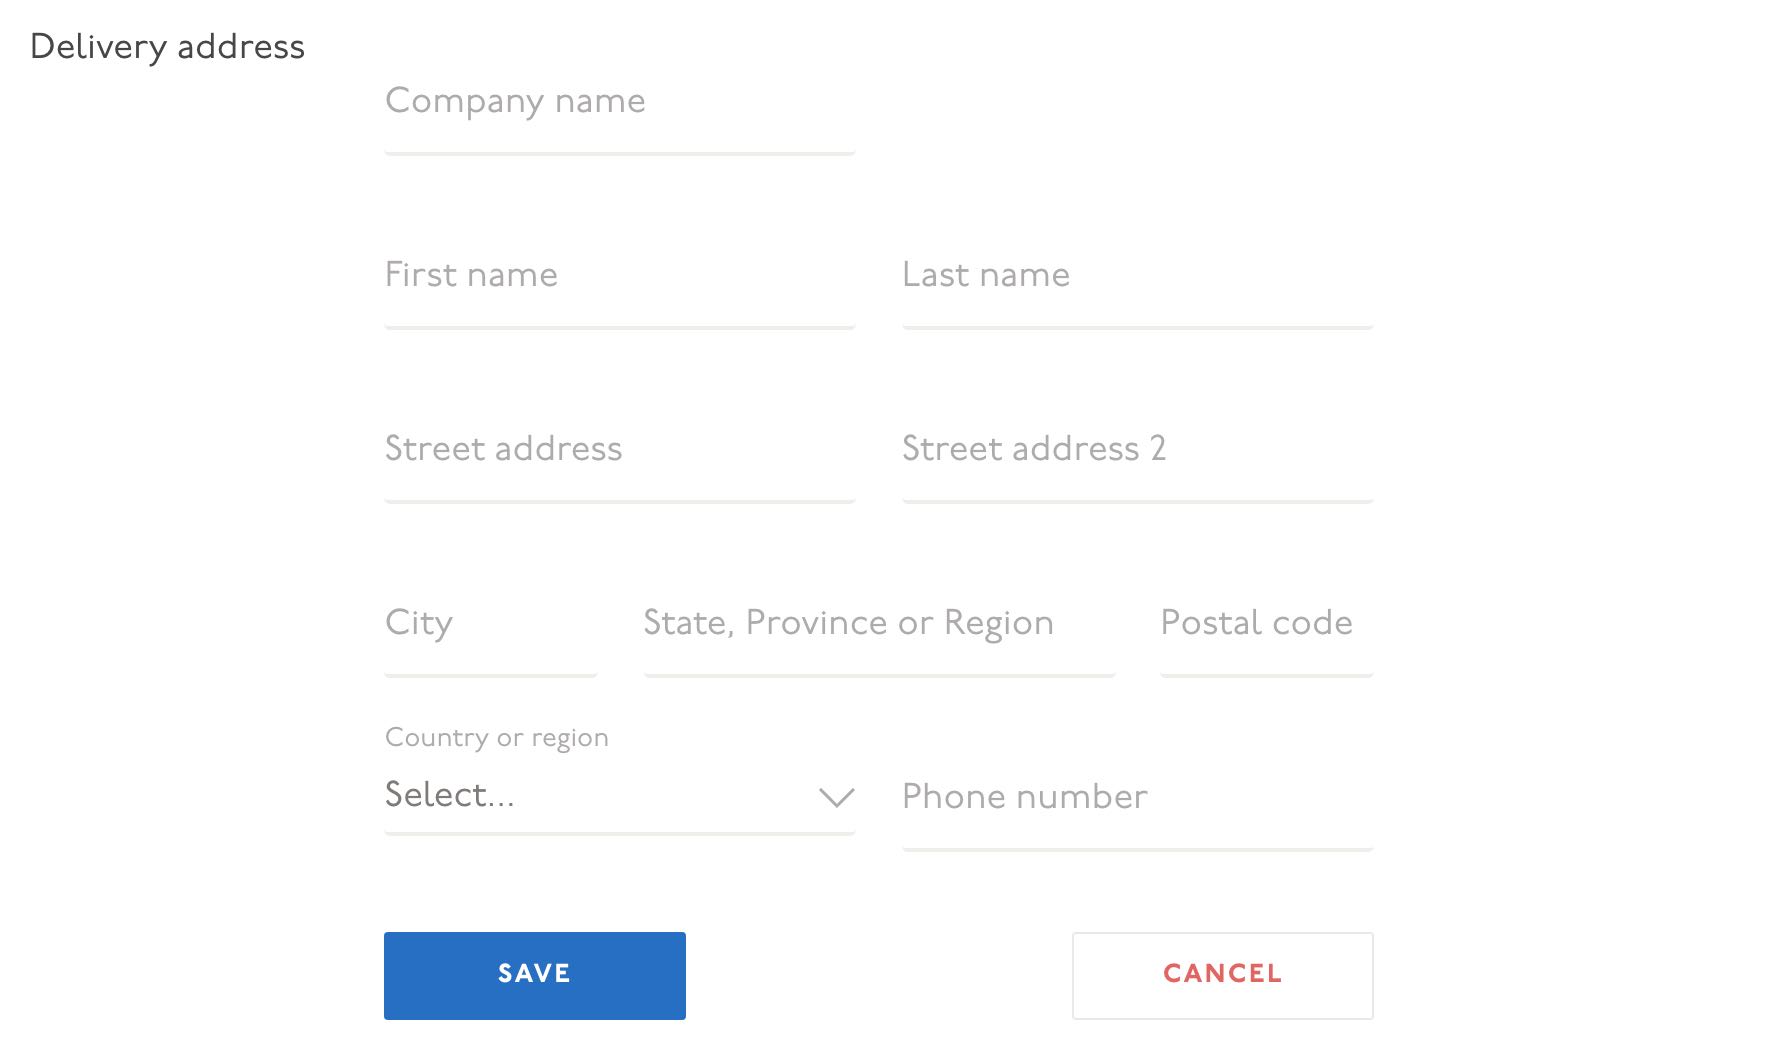 Delivery address
Company name
First name
Last name
Street address
Street address 2
City
State, Province or Region
Postal code
Country or region
Select...
Phone number
SAVE
CANCEL